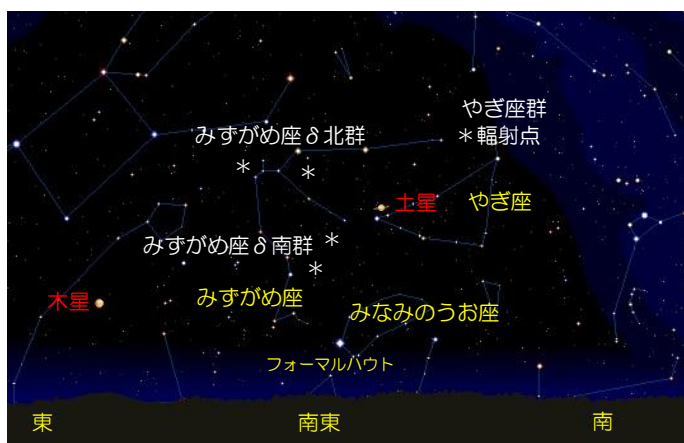 やぎ座群
みずがめ座δ北群
*輻射点
*
*
土星
やぎ座
みずがめ座δ南群
*
*
木星
みずがめ座
みなみのうお座
フォーマルハウト
東
南東
南